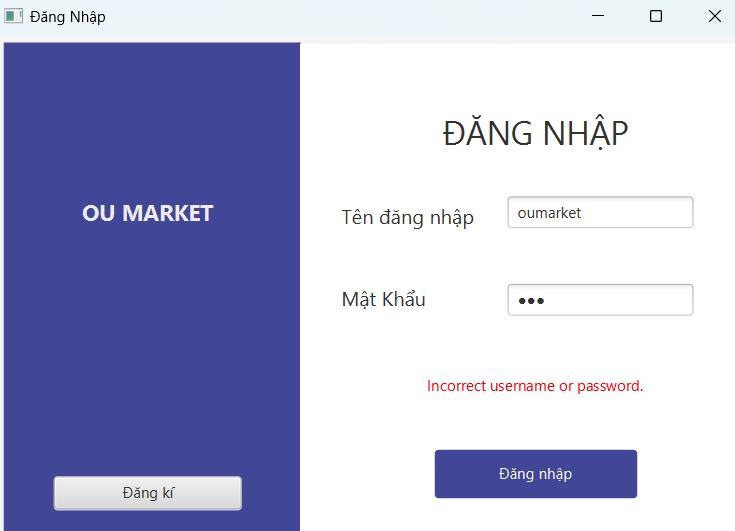 Đăng Nhập
OU MARKET
Đăng kí
ĐĂNG NHẬP
Tên đăng nhập
oumarket
Mật Khẩu
•••
Incorrect username or password.
Đăng nhập